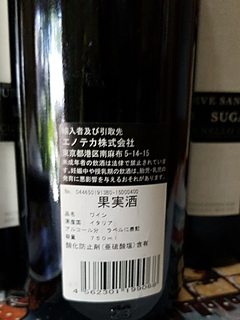 輸入者及び引取先
エノテカ株式会社
東京都港区南麻布5-14-15
未成年者の飲酒は法律で禁止されています。妊娠中や授乳期の飲酒は、胎児・乳児の発育に悪影響を与えるおそれがあります。
果実酒
品名 ワイン
原産国 イタリア
アルコール分 ラベルに表記
容量 750ml
酸化防止剤(亜硫酸塩)含有
EVE SAN
SUGA